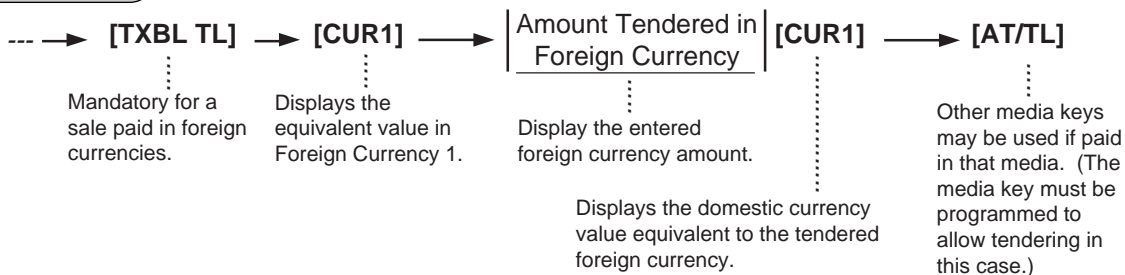 --- [TXBL TL] [CUR1] Amount Tendered in Foreign Currency [CUR1] [AT/TL]
Mandatory for a
sale paid in foreign
currencies.
Displays the
equivalent value in
Foreign Currency 1.
Display the entered
foreign currency amount.
Displays the domestic currency
value equivalent to the tendered
foreign currency.
Other media keys
may be used if paid
in that media. (The
media key must be
programmed to
allow tendering in
this case.)